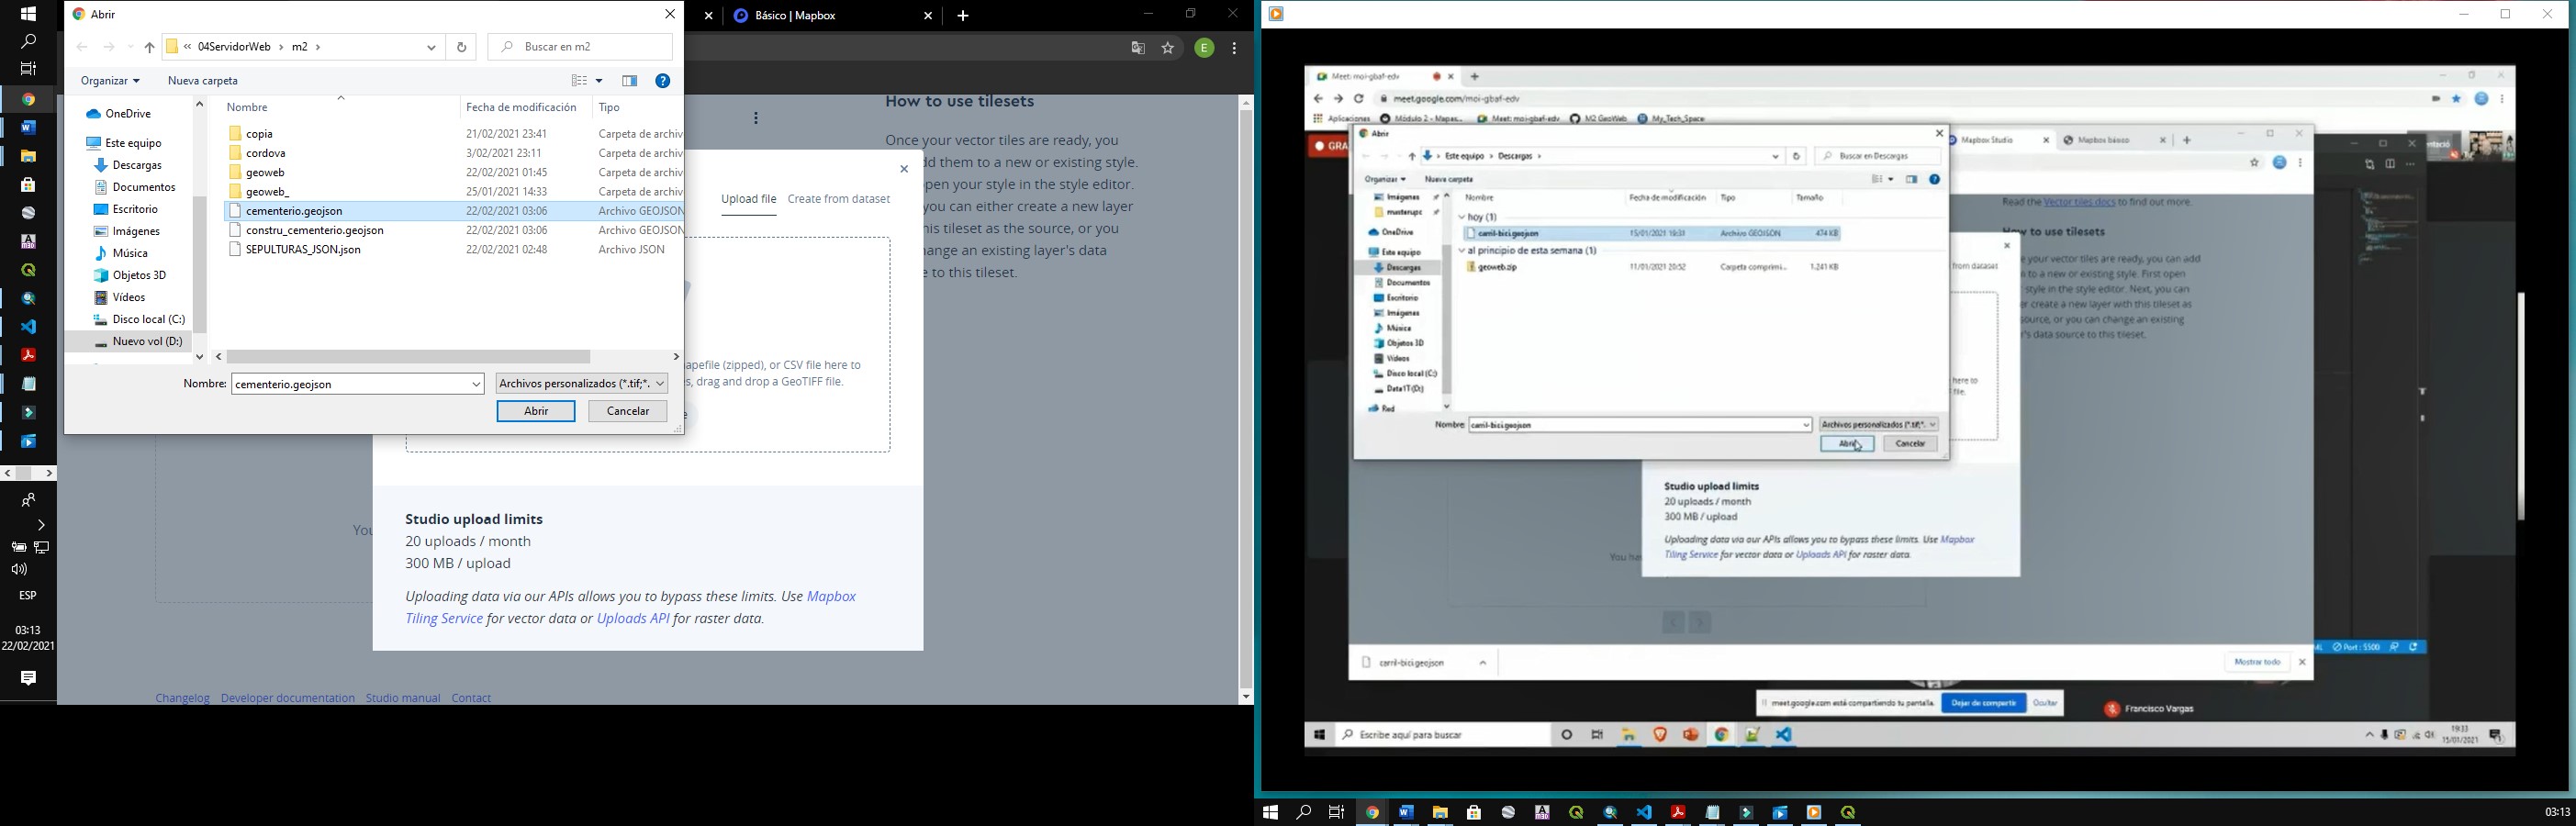 Abrir
Básico | Mapbox
04ServidorWeb
m2
Buscar en m2
E
Organizar
Nueva carpeta
Nombre
Fecha de modificación
Tipo
OneDrive
Este equipo
Descargas
Documentos
Escritorio
Imágenes
Música
Objetos 3D
Vídeos
Disco local (C:)
Nuevo vol (D:)
copia 21/02/2021 23:41 Carpeta de archiv
cordova 3/02/2021 23:11 Carpeta de archiv
geoweb 22/02/2021 01:45 Carpeta de archiv
geoweb_ 25/01/2021 14:33 Carpeta de archiv
cementerio.geojson 22/02/2021 03:06 Archivo GEOJSON
constru_cementerio.geojson 22/02/2021 03:06 Archivo GEOJSON
SEPULTURAS_JSON.json 22/02/2021 02:48 Archivo JSON
Nombre: cementerio.geojson
Archivos personalizados (*.tif;*.
Abrir
Cancelar
How to use tilesets
Once your vector tiles are ready, you
dd them to a new or existing style.
open your style in the style editor.
you can either create a new layer
his tileset as the source, or you
hange an existing layer's data
e to this tileset.
Upload file
Create from dataset
apefile (zipped), or CSV file here to
s, drag and drop a GeoTIFF file.
You
Studio upload limits
20 uploads / month
300 MB / upload
Uploading data via our APIs allows you to bypass these limits. Use Mapbox
Tiling Service for vector data or Uploads API for raster data.
Changelog
Developer documentation
Studio manual
Contact
ESP
03:13
22/02/2021
Meet: moi-gbaf-edv
meet.google.com/moi-gbaf-edv
Aplicaciones
Módulo 2 - Mapas...
Meet: moi-gbaf-edv
M2 GeoWeb
My_Tech_Space
GRA
Abrir
Mapbox Studio
Mapbox básico
Este equipo
Descargas
Buscar en Descargas
Organizar
Nueva carpeta
Nombre
Fecha de modificación
Tipo
Tamaño
Imágenes
masterupc
OneDrive
Este equipo
Descargas
Documentos
Escritorio
Imágenes
Música
Objetos 3D
Vídeos
Disco local (C:)
Data1T (D:)
Red
hoy (1)
carril-bici.geojson 15/01/2021 19:33 Archivo GEOJSON 474 KB
al principio de esta semana (1)
geoweb.zip 11/01/2021 20:52 Carpeta comprimi... 1.241 KB
Nombre carril-bici.geojson
Archivos personalizados (*.tif;*.
Abrir
Cancelar
Read the Vector tiles docs to find out more.
How to use tilesets
e your vector tiles are ready, you can add
n to a new or existing style. First open
style in the style editor. Next, you can
er create a new layer with this tileset as
source, or you can change an existing
r's data source to this tileset.
from dataset
here to
file.
Studio upload limits
20 uploads / month
300 MB / upload
Uploading data via our APIs allows you to bypass these limits. Use Mapbox
Tiling Service for vector data or Uploads API for raster data.
You ha
Port : 5500
carril-bici.geojson
Mostrar todo
meet.google.com está compartiendo tu pantalla.
Dejar de compartir
Ocultar
Francisco Vargas
Escribe aquí para buscar
19:33
15/01/2021
03:13